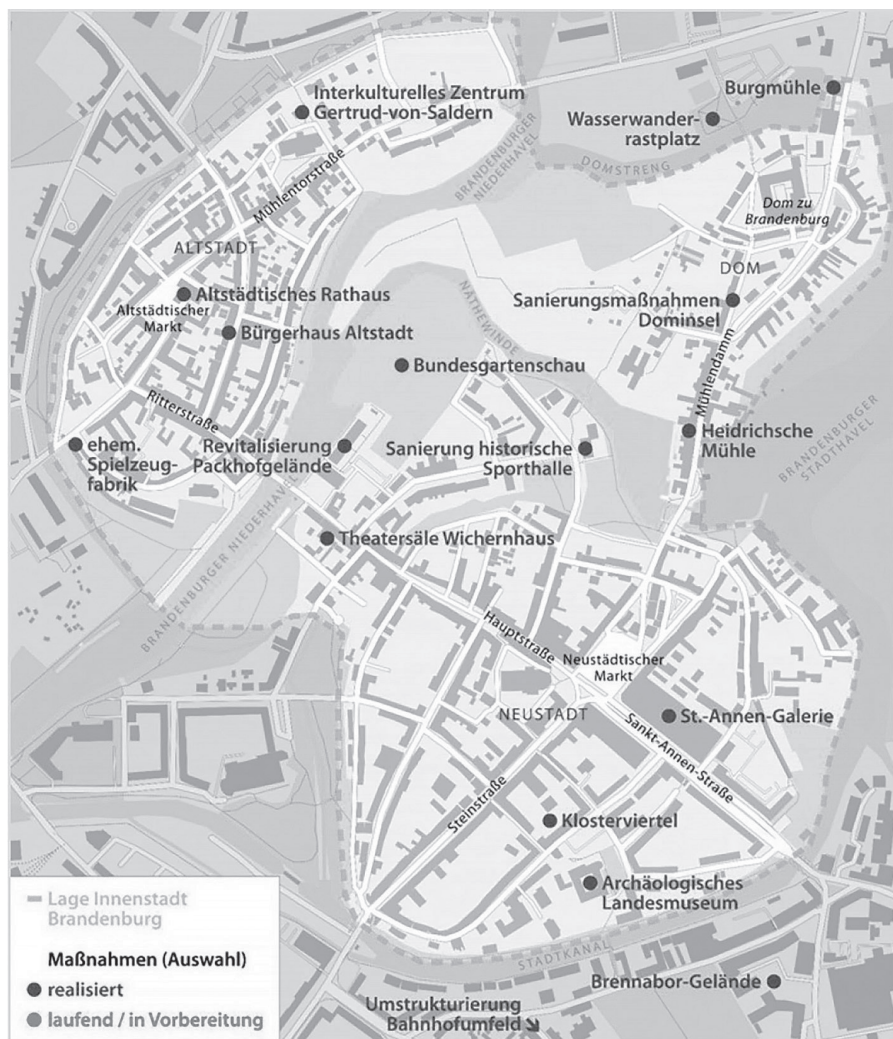 Interkulturelles Zentrum
Gertrud-von-Saldern
Burgmühle
Wasserwander-
rastplatz
BRANDENBURGER
NIEDERHAVEL
DOMSTRENG
Mühlentorstraße
Dom zu
Brandenburg
ALTSTADT
DOM
Altstädtisches Rathaus
Altstädtischer
Markt
Sanierungsmaßnahmen
Dominsel
NÄTHEWINDE
Bürgerhaus Altstadt
Bundesgartenschau
Mühlendamm
Ritterstraße
ehem.
Spielzeug-
fabrik
Revitalisierung
Packhofgelände
Sanierung historische
Sporthalle
Heidrichsche
Mühle
BRANDENBURGER
STADTHAVEL
BRANDENBURGER NIEDERHAVEL
Theatersäle Wichernhaus
Hauptstraße
Neustädtischer
Markt
NEUSTADT
St.-Annen-Galerie
Sankt-Annen-Straße
Steinstraße
Klosterviertel
Archäologisches
Landesmuseum
STADTKANAL
Brennabor-Gelände
Umstrukturierung
Bahnhofumfeld
Lage Innenstadt
Brandenburg
Maßnahmen (Auswahl)
realisiert
laufend / in Vorbereitung